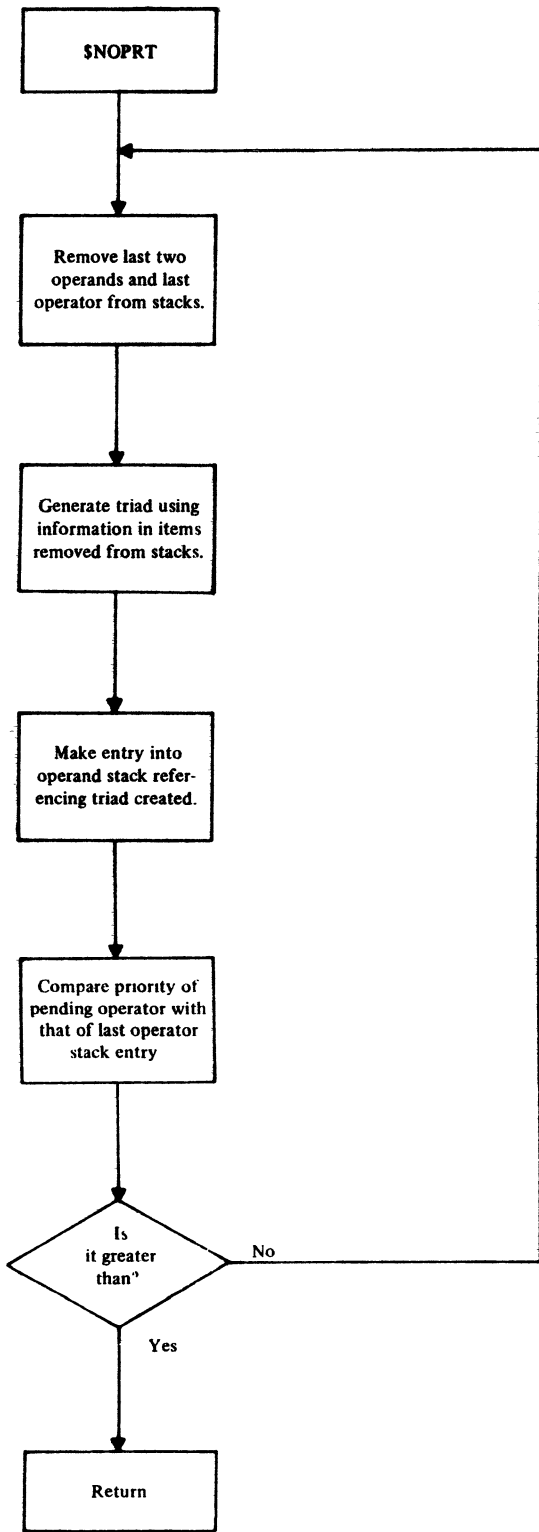 $NOPRT
Remove last two
operands and last
operator from stacks.
Generate triad using
information in items
removed from stacks.
Make entry into
operand stack refer-
encing triad created.
Compare priority of
pending operator with
that of last operator
stack entry
Is
it greater
than?
No
Yes
Return